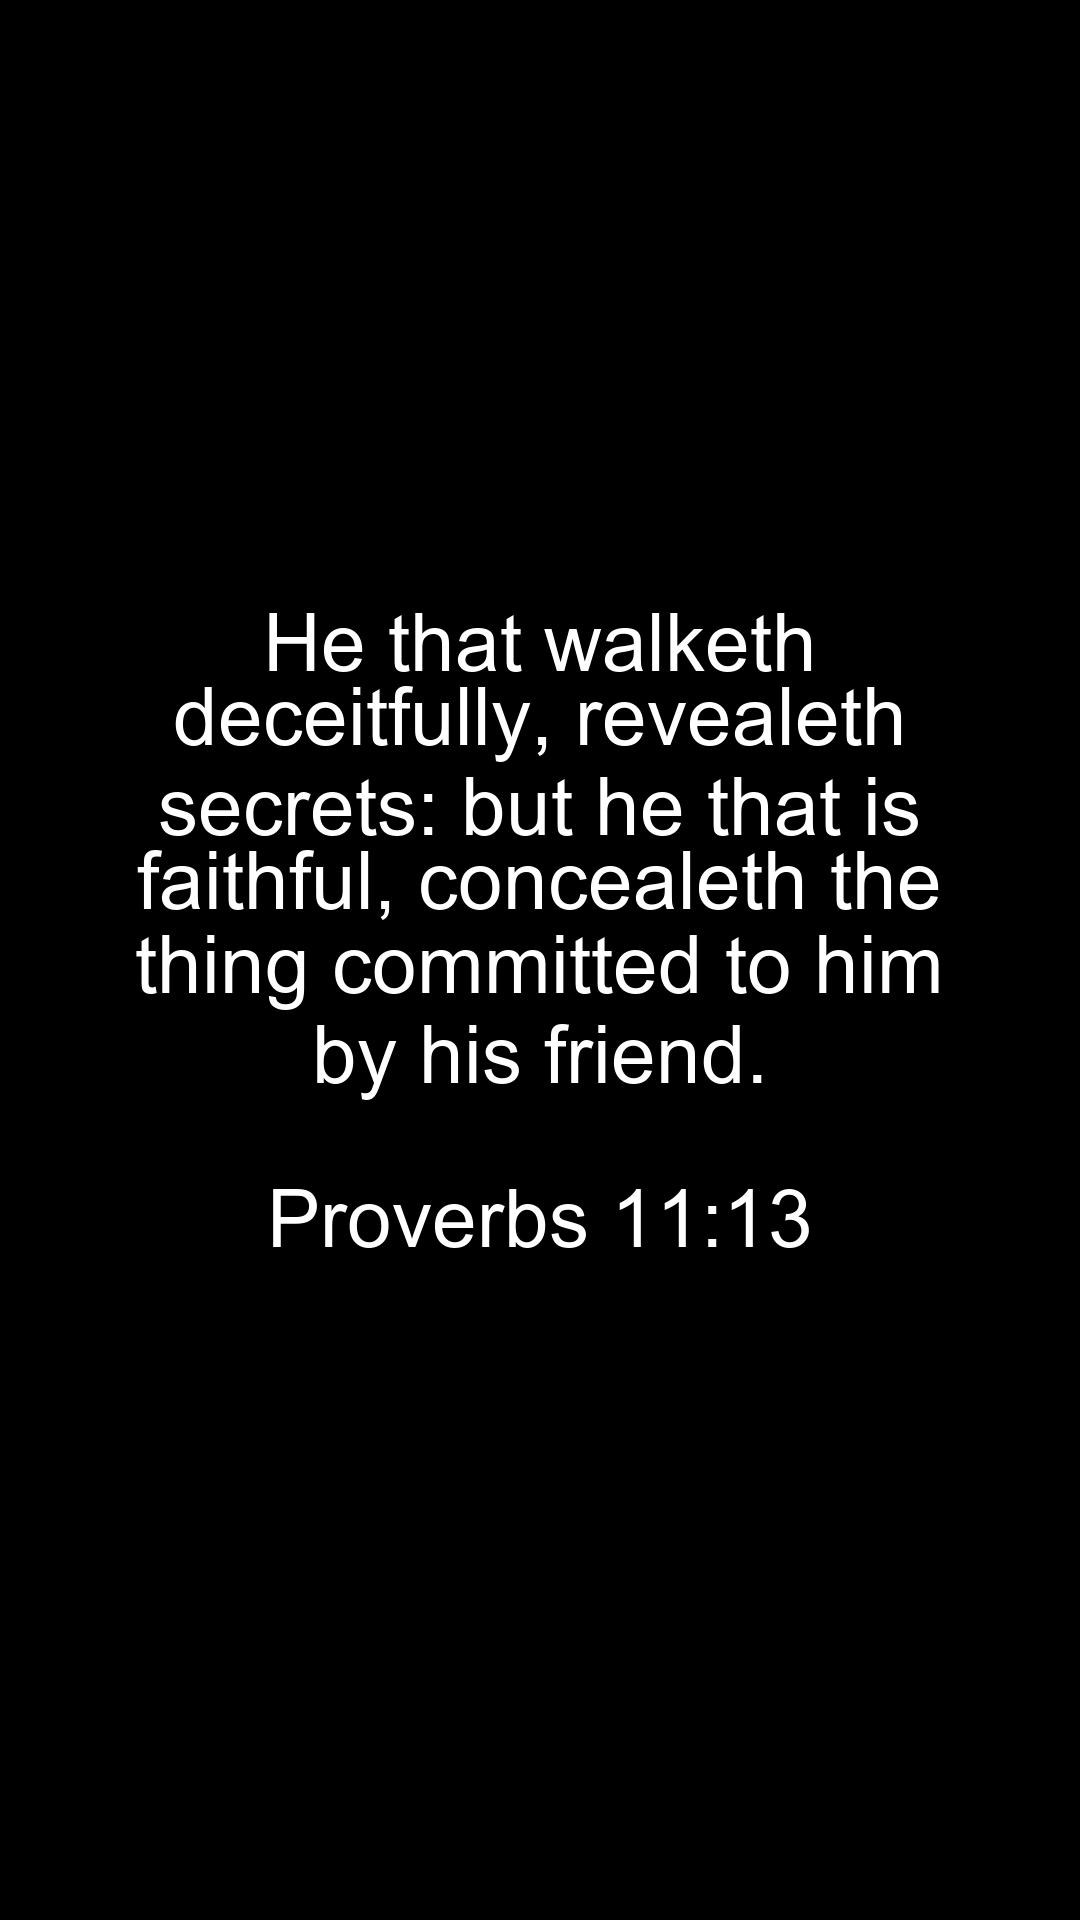 He that walketh
deceitfully, revealeth
secrets: but he that is
faithful, concealeth the
thing committed to him
by his friend.
Proverbs 11:13